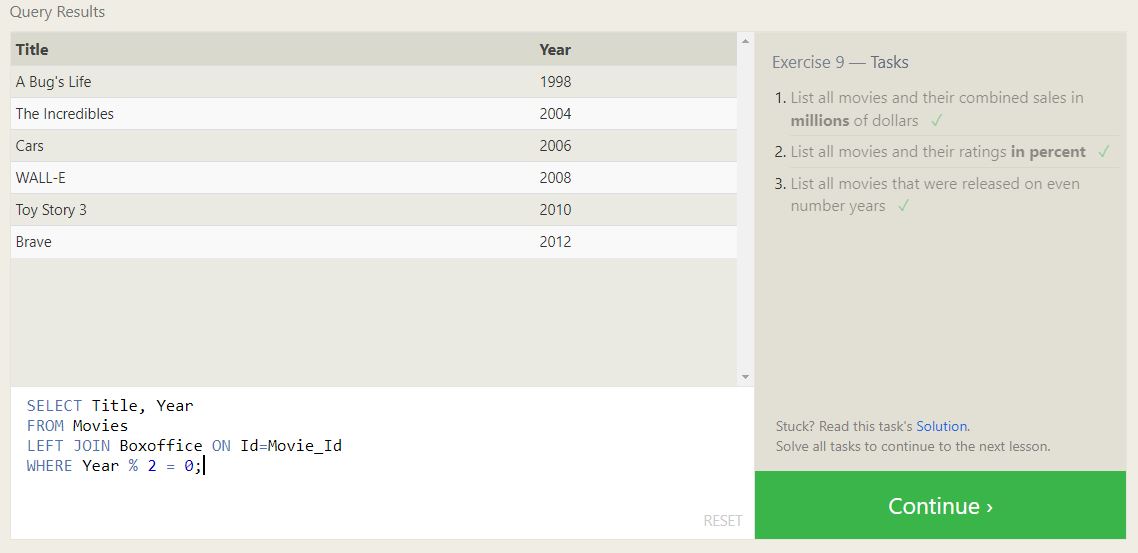 Query Results
Title Year
A Bug's Life 1998
The Incredibles 2004
Cars 2006
WALL-E 2008
Toy Story 3 2010
Brave 2012
SELECT Title, Year
FROM Movies
LEFT JOIN Boxoffice ON Id=Movie_Id
WHERE Year % 2 = 0;
RESET
Exercise 9 — Tasks
1. List all movies and their combined sales in
millions of dollars ✓
2. List all movies and their ratings in percent ✓
3. List all movies that were released on even
number years ✓
Stuck? Read this task's Solution.
Solve all tasks to continue to the next lesson.
Continue ›